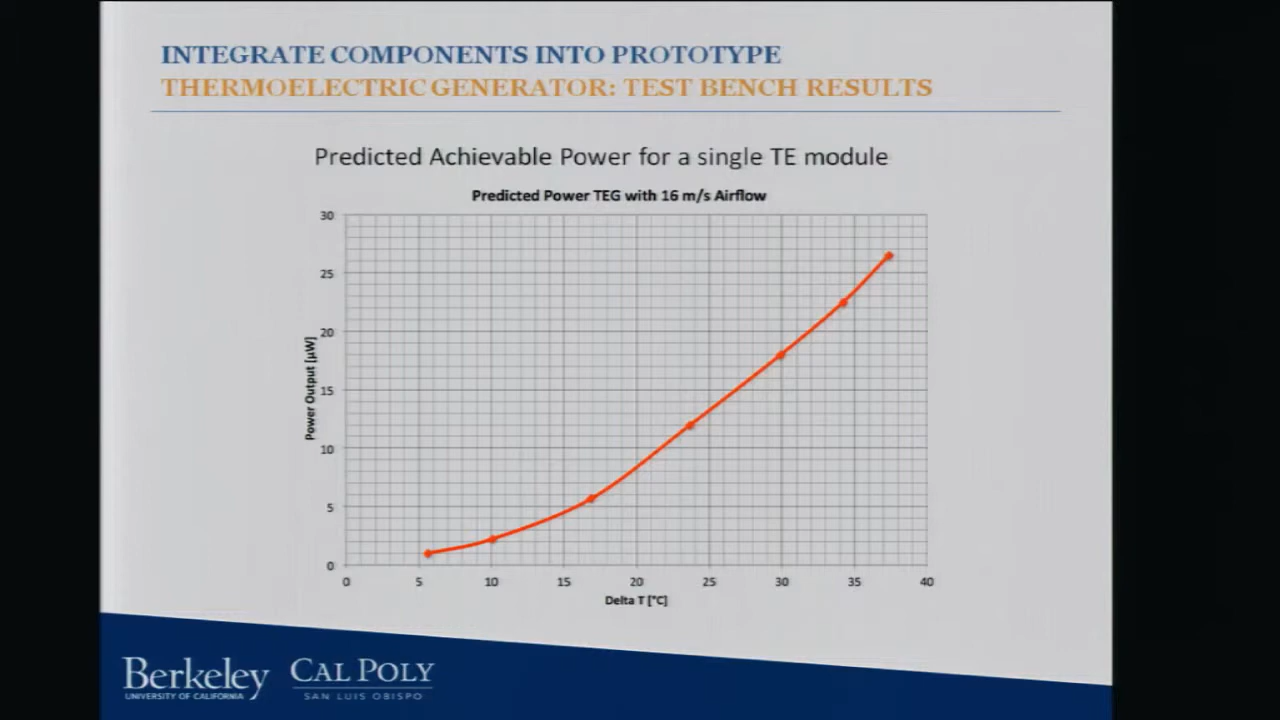 INTEGRATE COMPONENTS INTO PROTOTYPE
THERMOELECTRIC GENERATOR: TEST BENCH RESULTS
Predicted Achievable Power for a single TE module
Predicted Power TEG with 16 m/s Airflow
30
25
20
15
10
5
0
Power Output [µW]
0 5 10 15 20 25 30 35 40
Delta T [°C]
Berkeley
UNIVERSITY OF CALIFORNIA
CAL POLY
SAN LUIS OBISPO